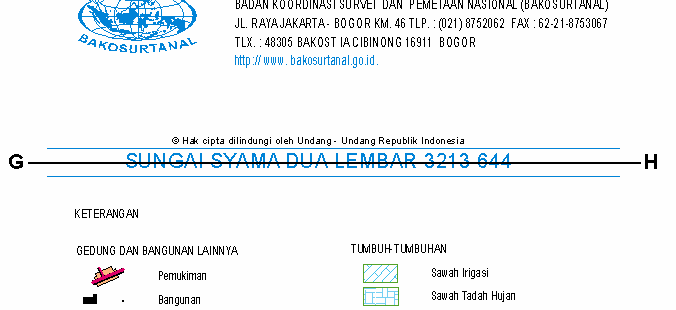 BADAN KOORDINASI SURVEI DAN PEMETAAN NASIONAL (BAKOSURTANAL)
JL. RAYA JAKARTA - BOGOR KM. 46 TLP. : (021) 8752062 FAX : 62-21-8753067
TLX. : 48305 BAKOST IA CIBINONG 16911 BOGOR
http:// www. bakosurtanal.go.id.
BAKOSURTANAL
© Hak cipta dilindungi oleh Undang - Undang Republik Indonesia
G SUNGAI SYAMA DUA LEMBAR 3213-644 H
KETERANGAN
GEDUNG DAN BANGUNAN LAINNYA
Pemukiman
Bangunan
TUMBUH-TUMBUHAN
Sawah Irigasi
Sawah Tadah Hujan